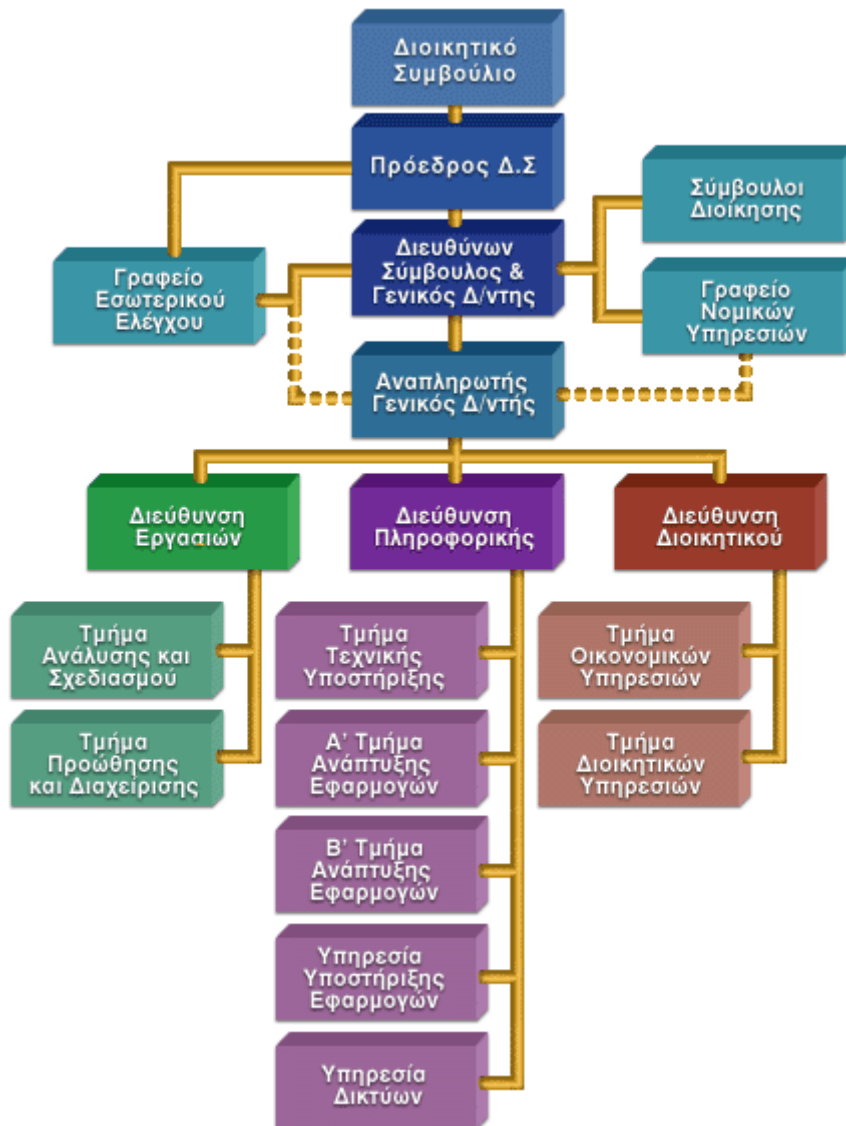 Διοικητικό
Συμβούλιο
Πρόεδρος Δ.Σ
Σύμβουλοι
Διοίκησης
Διευθύνων
Σύμβουλος &
Γενικός Δ/ντης
Γραφείο
Εσωτερικού
Ελέγχου
Γραφείο
Νομικών
Υπηρεσιών
Αναπληρωτής
Γενικός Δ/ντής
Διεύθυνση
Εργασιών
Διεύθυνση
Πληροφορικής
Διεύθυνση
Διοικητικού
Τμήμα
Ανάλυσης και
Σχεδιασμού
Τμήμα
Προώθησης
και Διαχείρισης
Τμήμα
Τεχνικής
Υποστήριξης
Α' Τμήμα
Ανάπτυξης
Εφαρμογών
Β' Τμήμα
Ανάπτυξης
Εφαρμογών
Υπηρεσία
Υποστήριξης
Εφαρμογών
Υπηρεσία
Δικτύων
Τμήμα
Οικονομικών
Υπηρεσιών
Τμήμα
Διοικητικών
Υπηρεσιών